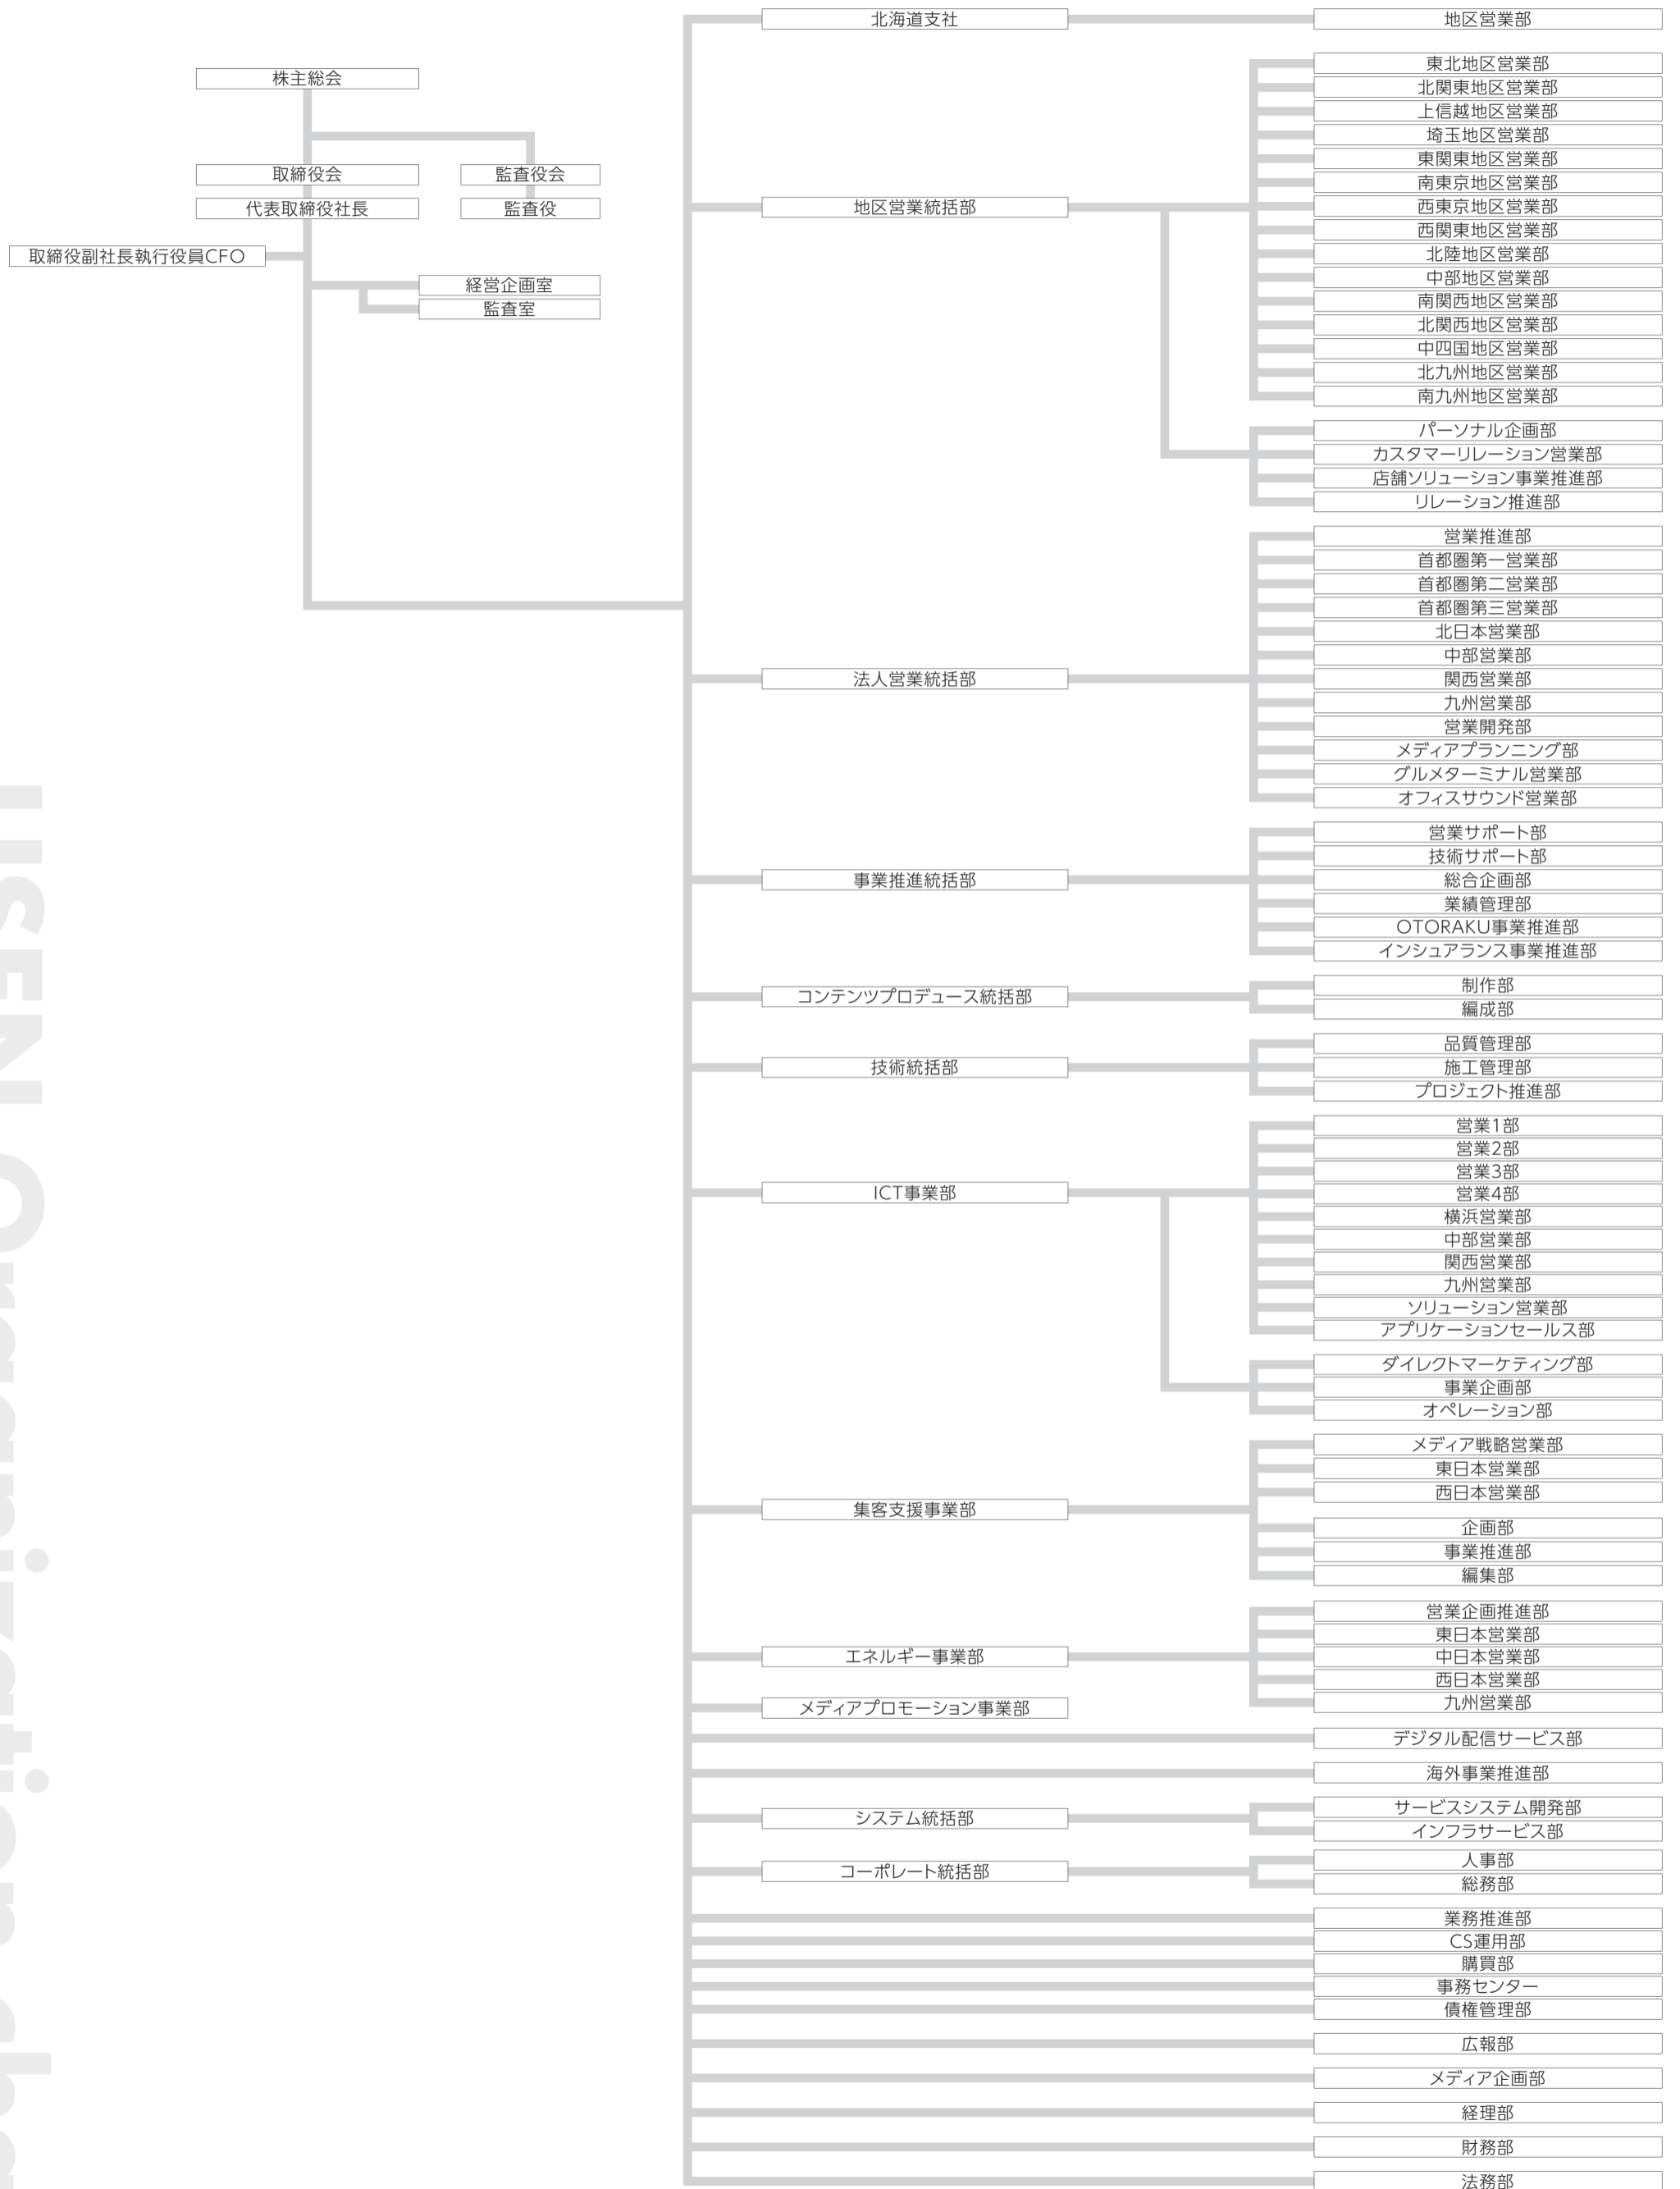 株主総会
取締役会
監査役会
代表取締役社長
監査役
取締役副社長執行役員CFO
経営企画室
監査室
北海道支社
地区営業部
地区営業統括部
東北地区営業部
北関東地区営業部
上信越地区営業部
埼玉地区営業部
東関東地区営業部
南東京地区営業部
西東京地区営業部
西関東地区営業部
北陸地区営業部
中部地区営業部
南関西地区営業部
北関西地区営業部
中四国地区営業部
北九州地区営業部
南九州地区営業部
パーソナル企画部
カスタマーリレーション営業部
店舗ソリューション事業推進部
リレーション推進部
法人営業統括部
営業推進部
首都圏第一営業部
首都圏第二営業部
首都圏第三営業部
北日本営業部
中部営業部
関西営業部
九州営業部
営業開発部
メディアプランニング部
グルメターミナル営業部
オフィスサウンド営業部
事業推進統括部
営業サポート部
技術サポート部
総合企画部
業績管理部
OTORAKU事業推進部
インシュアランス事業推進部
コンテンツプロデュース統括部
制作部
編成部
技術統括部
品質管理部
施工管理部
プロジェクト推進部
ICT事業部
営業1部
営業2部
営業3部
営業4部
横浜営業部
中部営業部
関西営業部
九州営業部
ソリューション営業部
アプリケーションセールス部
ダイレクトマーケティング部
事業企画部
オペレーション部
集客支援事業部
メディア戦略営業部
東日本営業部
西日本営業部
企画部
事業推進部
編集部
エネルギー事業部
営業企画推進部
東日本営業部
中日本営業部
西日本営業部
九州営業部
メディアプロモーション事業部
デジタル配信サービス部
海外事業推進部
システム統括部
サービスシステム開発部
インフラサービス部
コーポレート統括部
人事部
総務部
業務推進部
CS運用部
購買部
事務センター
債権管理部
広報部
メディア企画部
経理部
財務部
法務部
USEN Organization cha